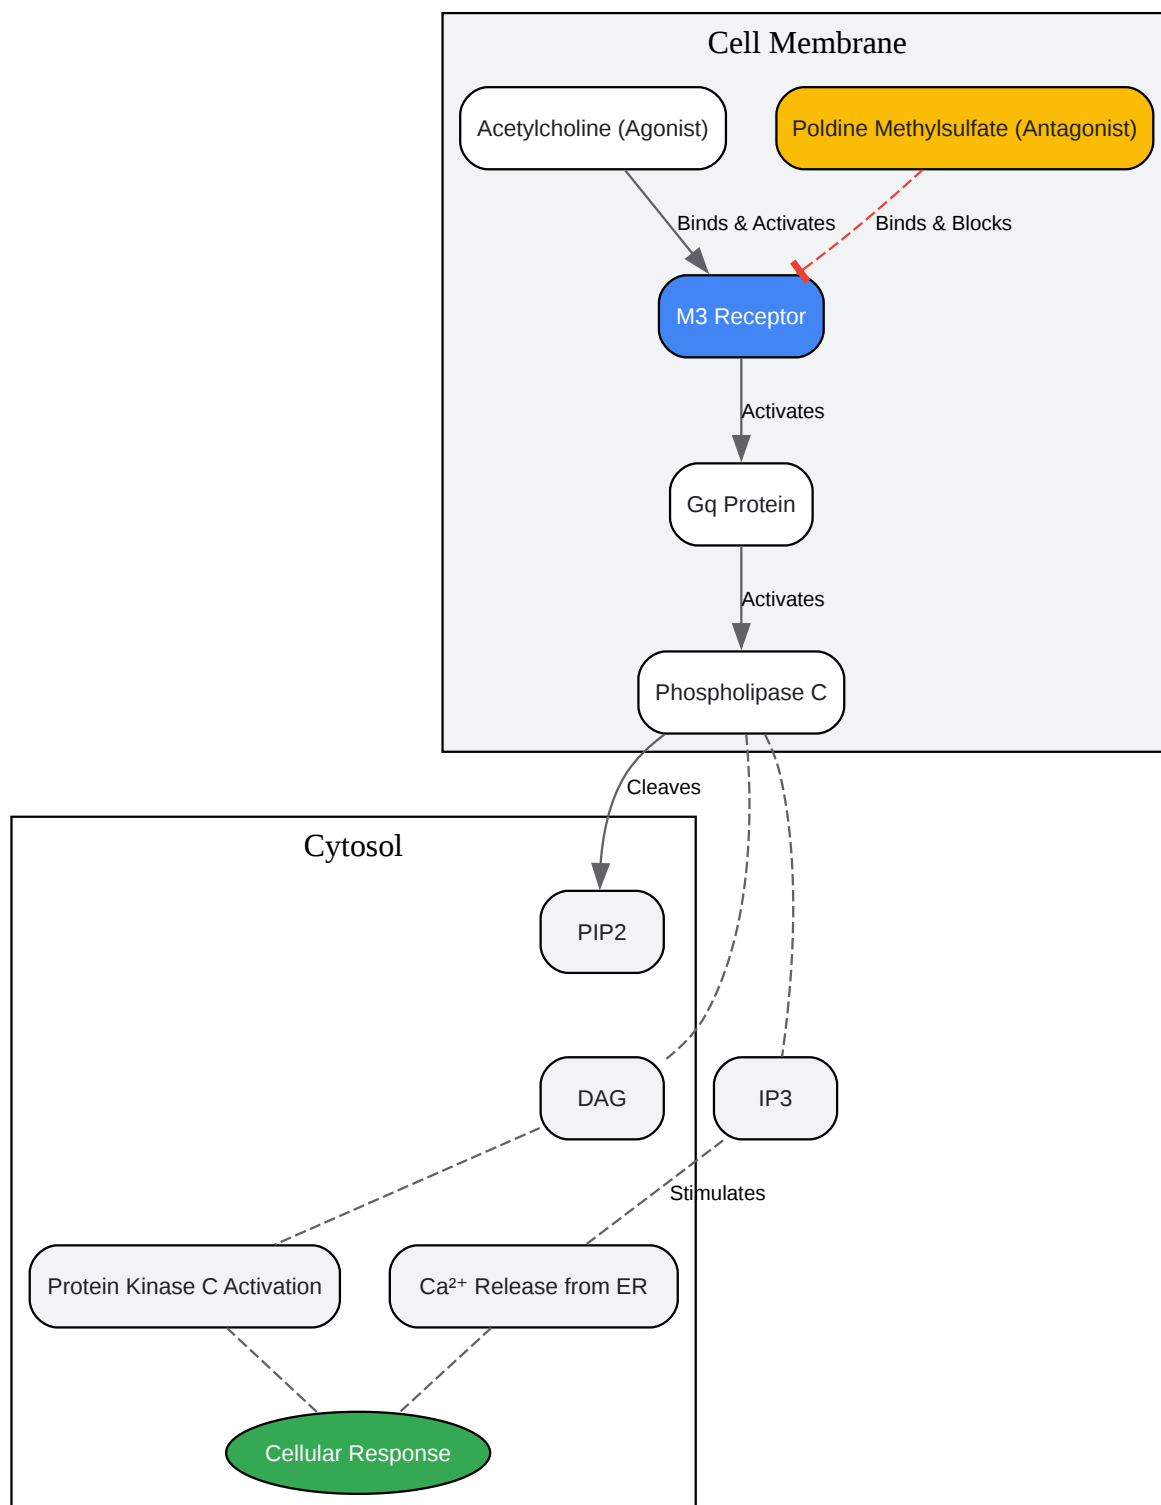 Cell Membrane
Acetylcholine (Agonist)
Poldine Methylsulfate (Antagonist)
Binds & Activates
Binds & Blocks
M3 Receptor
Activates
Gq Protein
Activates
Phospholipase C
Cleaves
Cytosol
PIP2
DAG
IP3
Stimulates
Protein Kinase C Activation
Ca²⁺ Release from ER
Cellular Response